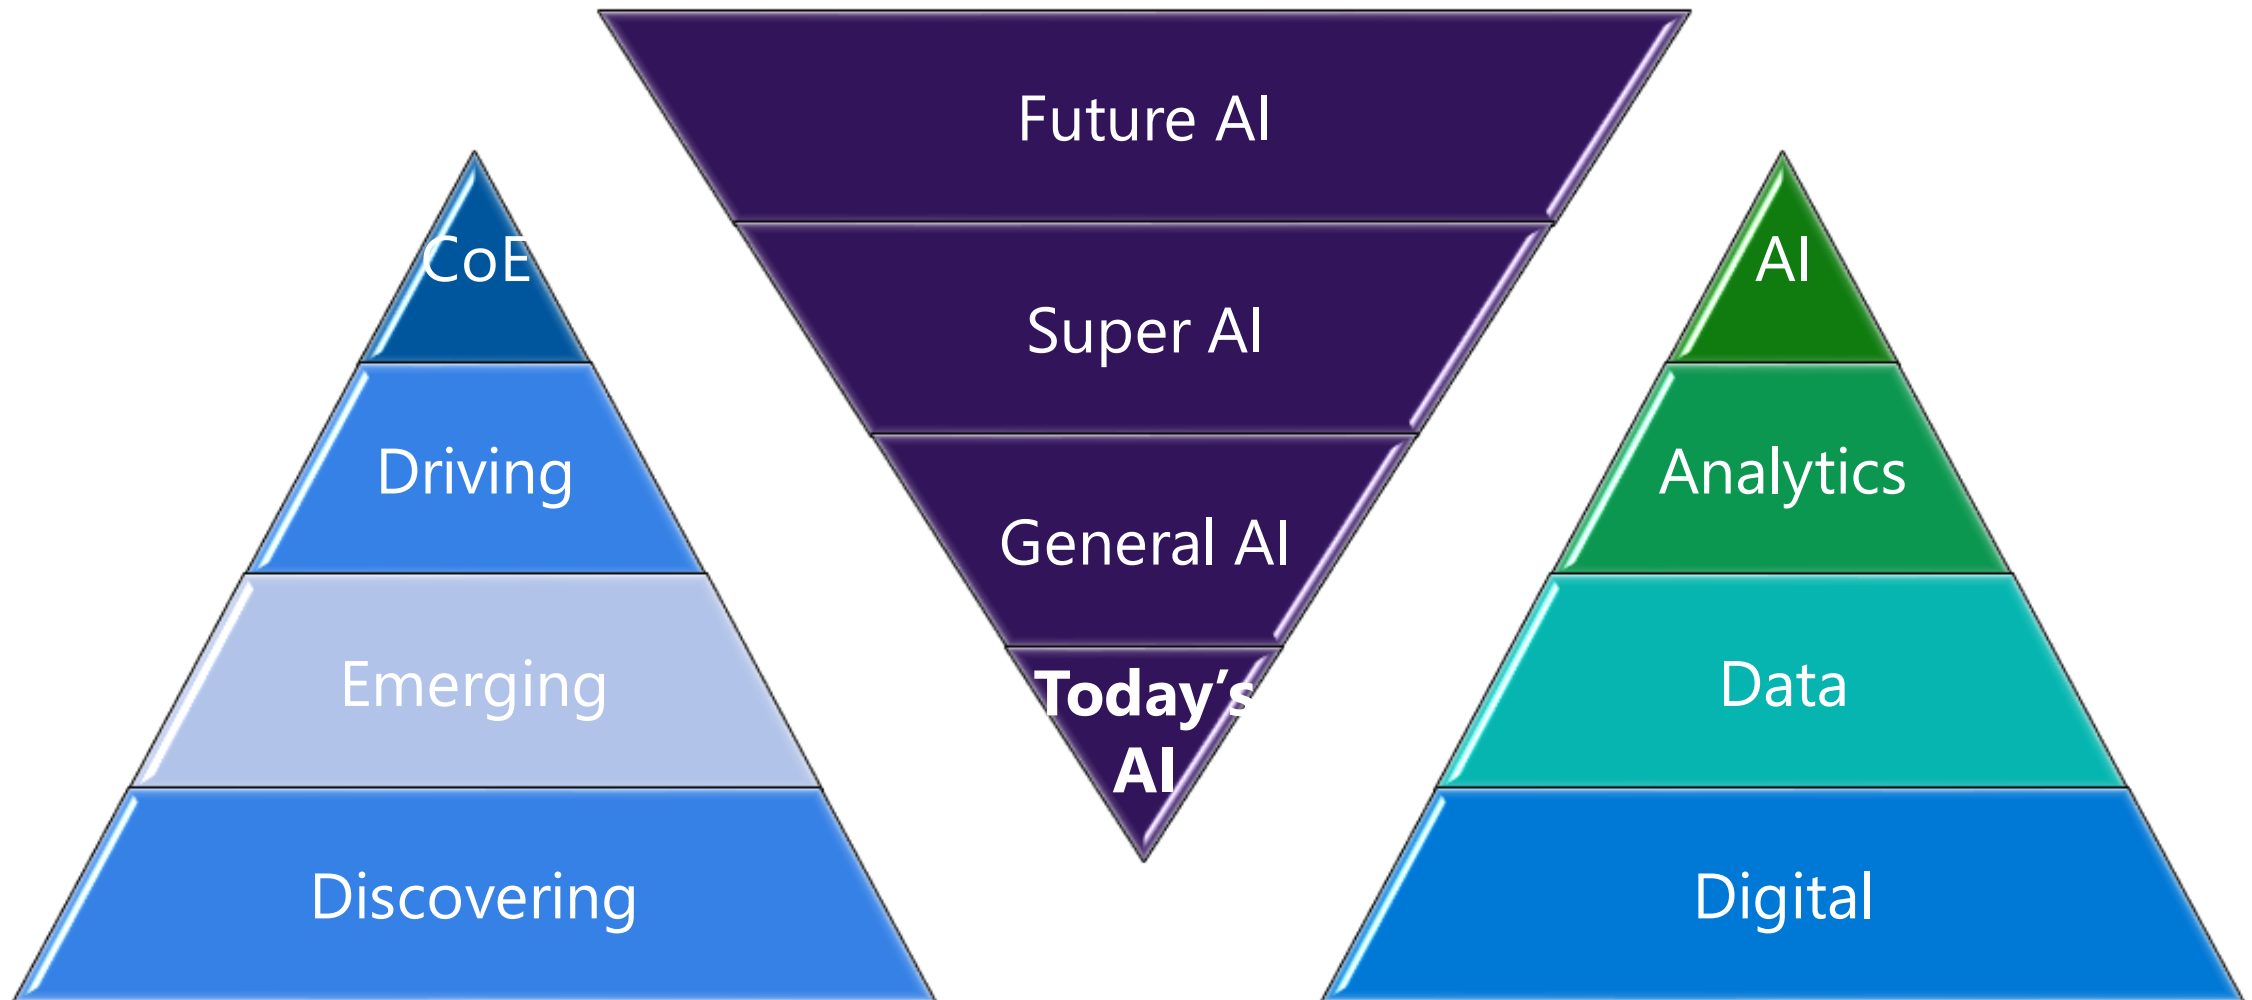 CoE
Driving
Emerging
Discovering
Future AI
Super AI
General AI
Today’s
AI
AI
Analytics
Data
Digital